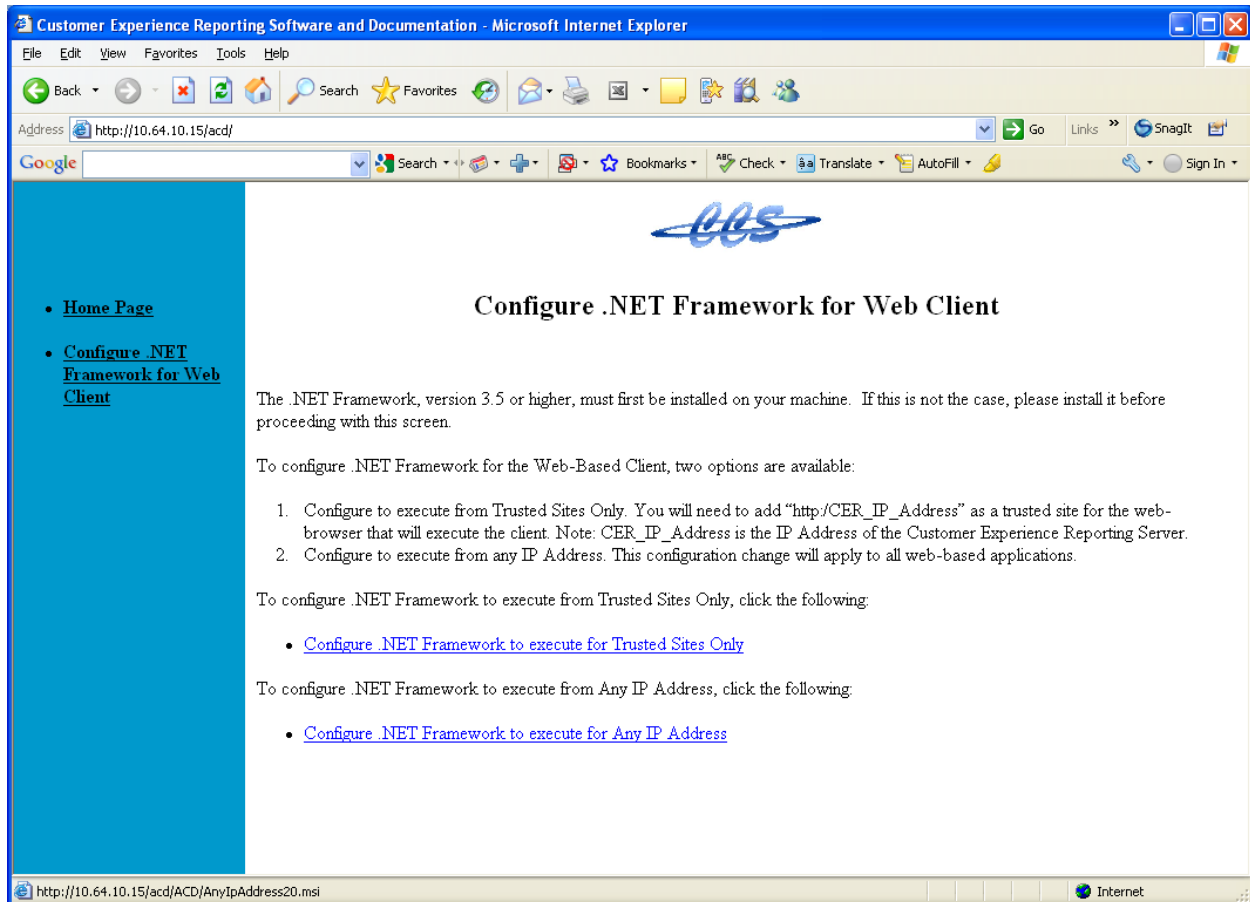 Customer Experience Reporting Software and Documentation - Microsoft Internet Explorer
File Edit View Favorites Tools Help
Back Search Favorites
Address http://10.64.10.15/acd/ Go Links » SnagIt
Google Search Bookmarks ABC Check Translate AutoFill Sign In
CCS
• Home Page
• Configure .NET
Framework for Web
Client
Configure .NET Framework for Web Client
The .NET Framework, version 3.5 or higher, must first be installed on your machine. If this is not the case, please install it before
proceeding with this screen.
To configure .NET Framework for the Web-Based Client, two options are available:
1. Configure to execute from Trusted Sites Only. You will need to add “http:/CER_IP_Address” as a trusted site for the web-
browser that will execute the client. Note: CER_IP_Address is the IP Address of the Customer Experience Reporting Server.
2. Configure to execute from any IP Address. This configuration change will apply to all web-based applications.
To configure .NET Framework to execute from Trusted Sites Only, click the following:
• Configure .NET Framework to execute for Trusted Sites Only
To configure .NET Framework to execute from Any IP Address, click the following:
• Configure .NET Framework to execute for Any IP Address
http://10.64.10.15/acd/ACD/AnyIpAddress20.msi Internet